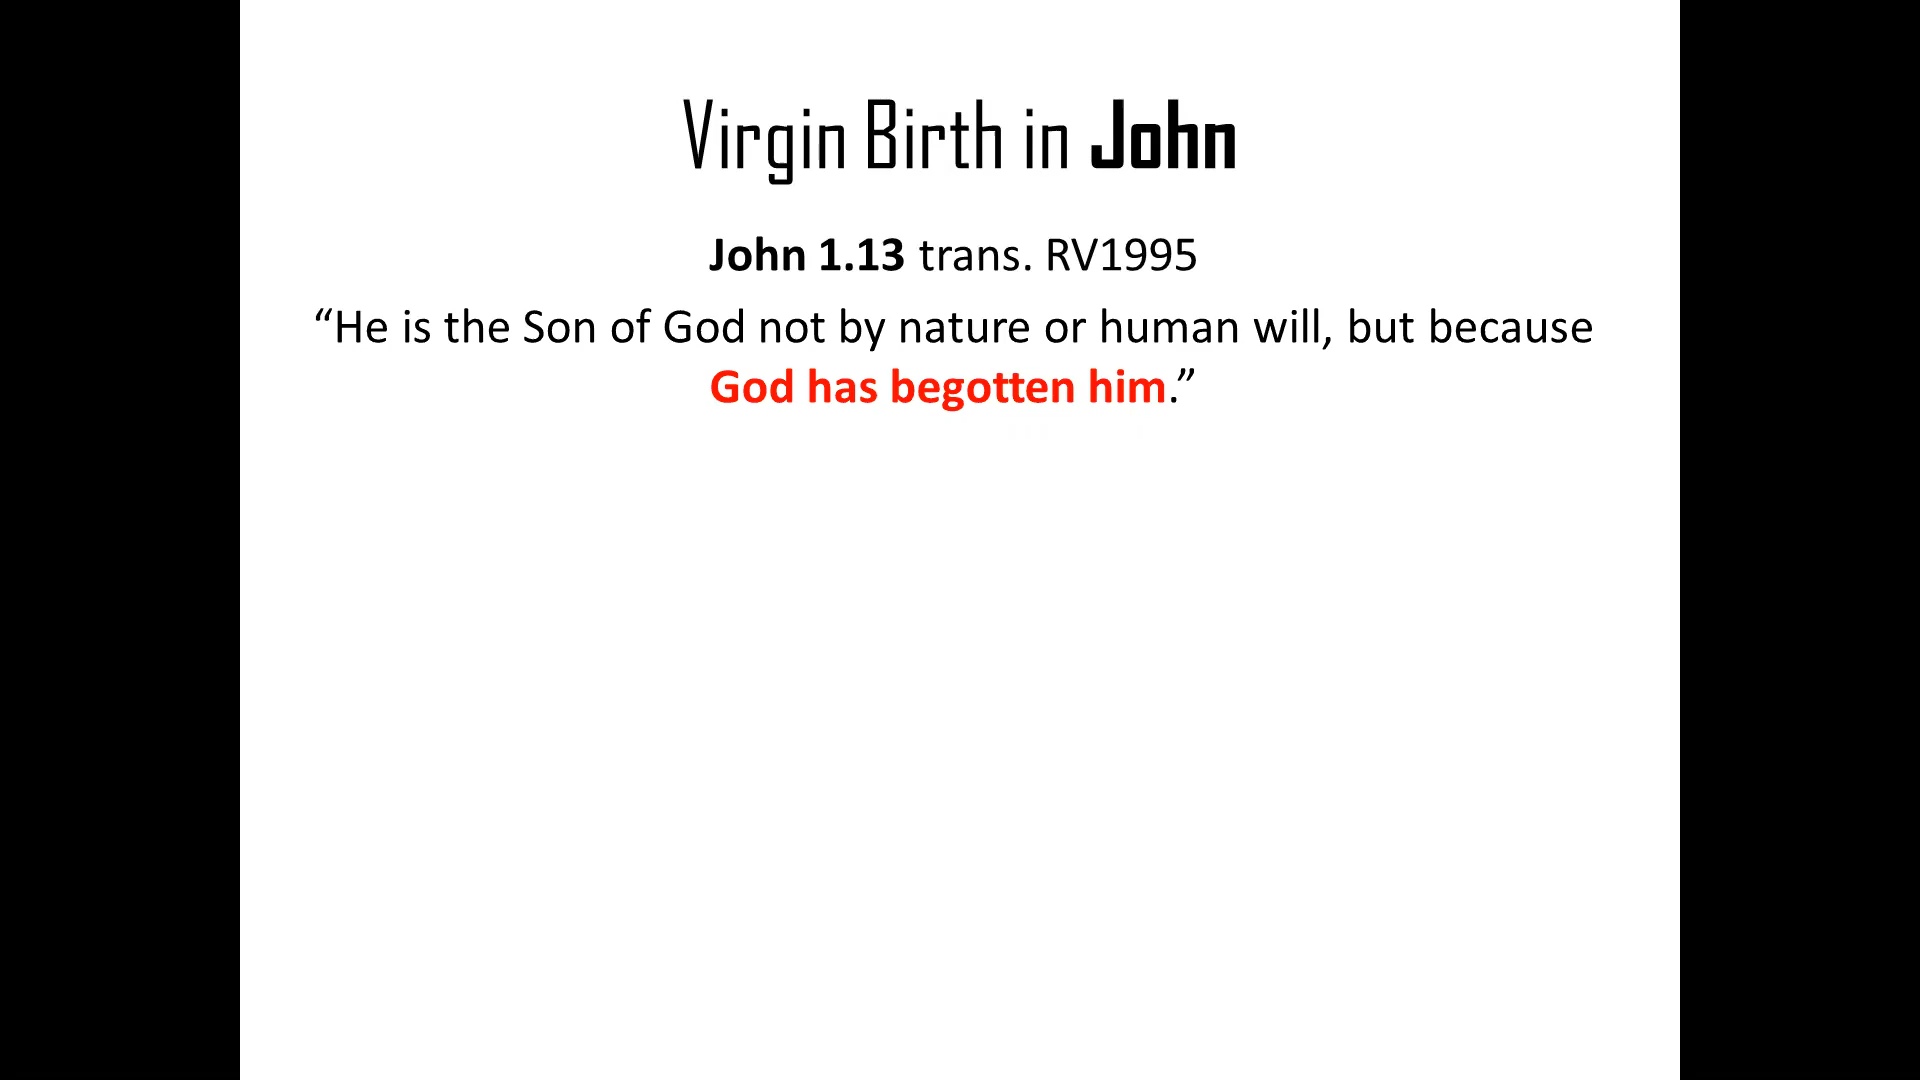 Virgin Birth in John
John 1.13 trans. RV1995
“He is the Son of God not by nature or human will, but because
God has begotten him.”